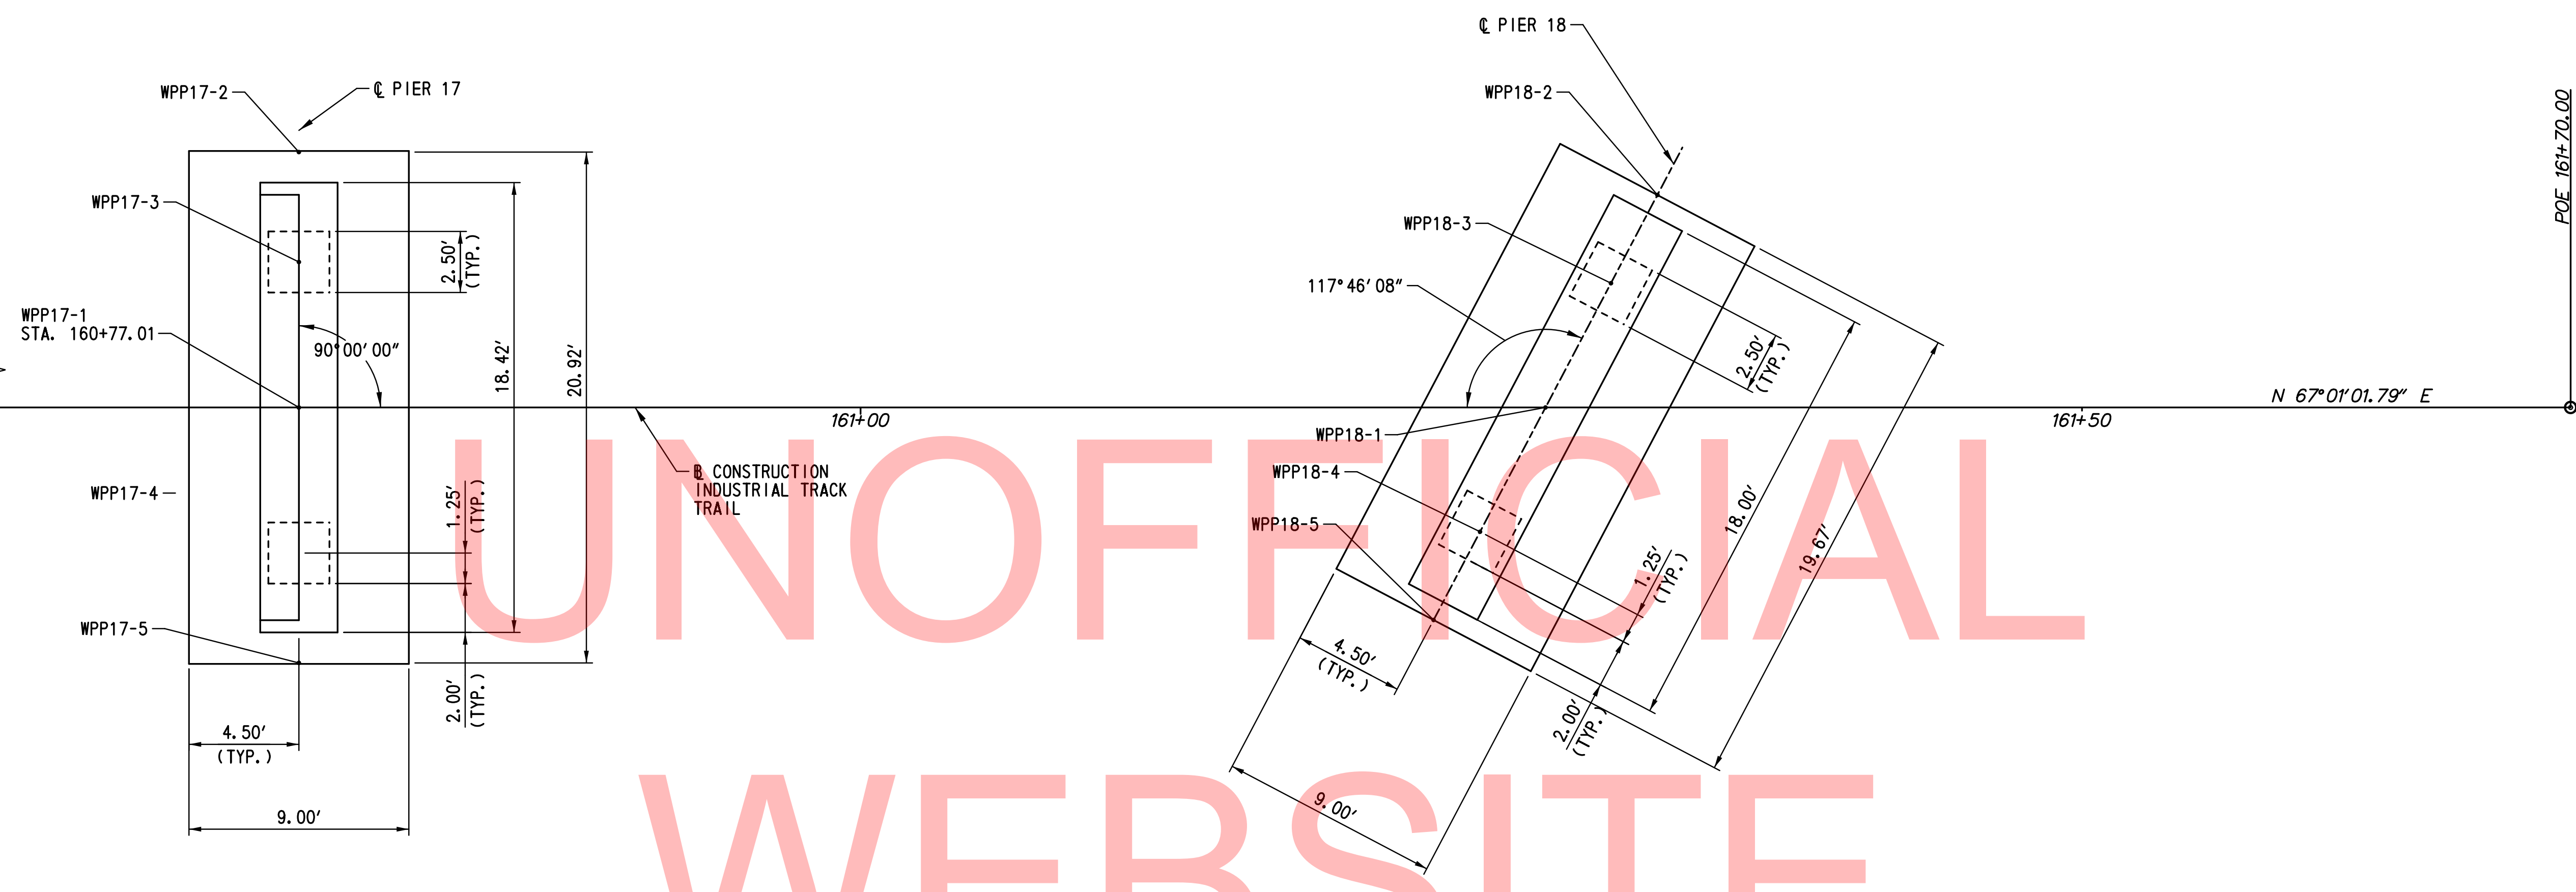 ℄ PIER 18
WPP17-2
℄ PIER 17
WPP18-2
POE 161+70.00
WPP17-3
WPP18-3
2.50'
(TYP.)
117°46'08"
WPP17-1
STA. 160+77.01
90°00'00"
18.42'
20.92'
2.50'
(TYP.)
N 67°01'01.79" E
161+00
161+50
WPP18-1
WPP18-4
WPP17-4
1.25'
(TYP.)
B CONSTRUCTION
INDUSTRIAL TRACK
TRAIL
WPP18-5
18.00'
19.67'
1.25'
(TYP.)
UNOFFICIAL
WPP17-5
4.50'
(TYP.)
2.00'
(TYP.)
2.00'
(TYP.)
4.50'
(TYP.)
9.00'
9.00'
WEBSITE